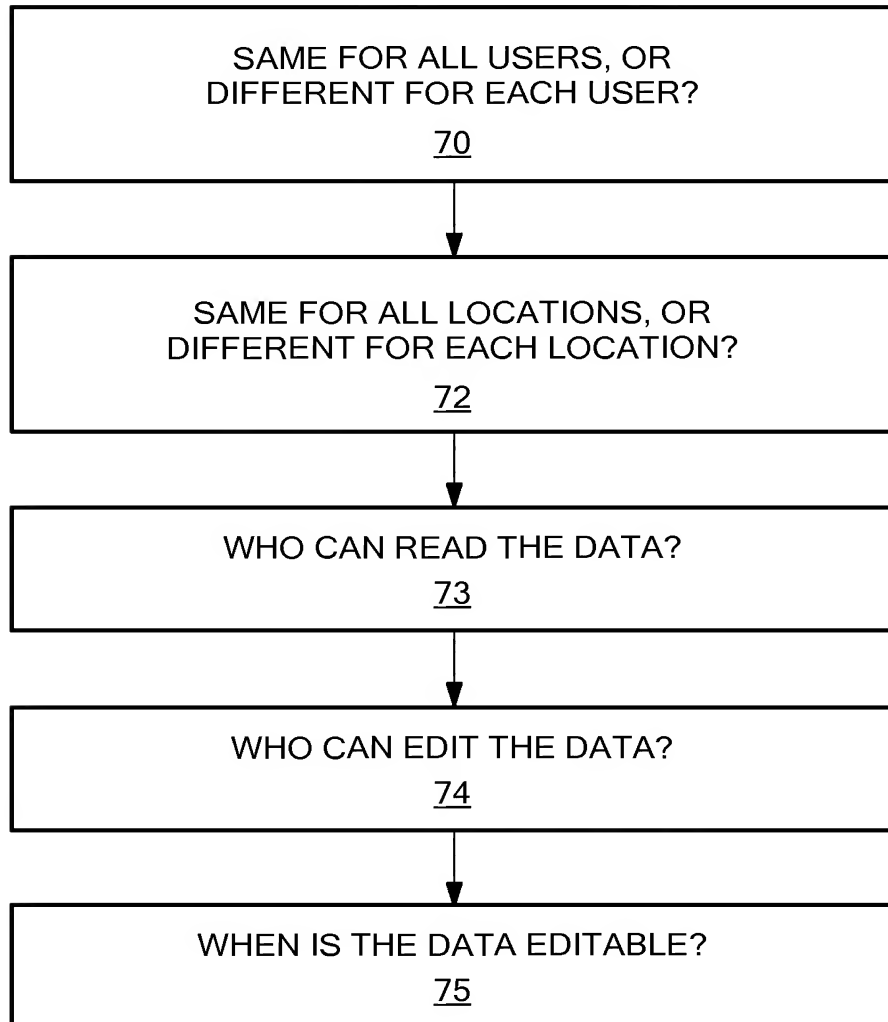 SAME FOR ALL USERS, OR
DIFFERENT FOR EACH USER?
70
SAME FOR ALL LOCATIONS, OR
DIFFERENT FOR EACH LOCATION?
72
WHO CAN READ THE DATA?
73
WHO CAN EDIT THE DATA?
74
WHEN IS THE DATA EDITABLE?
75